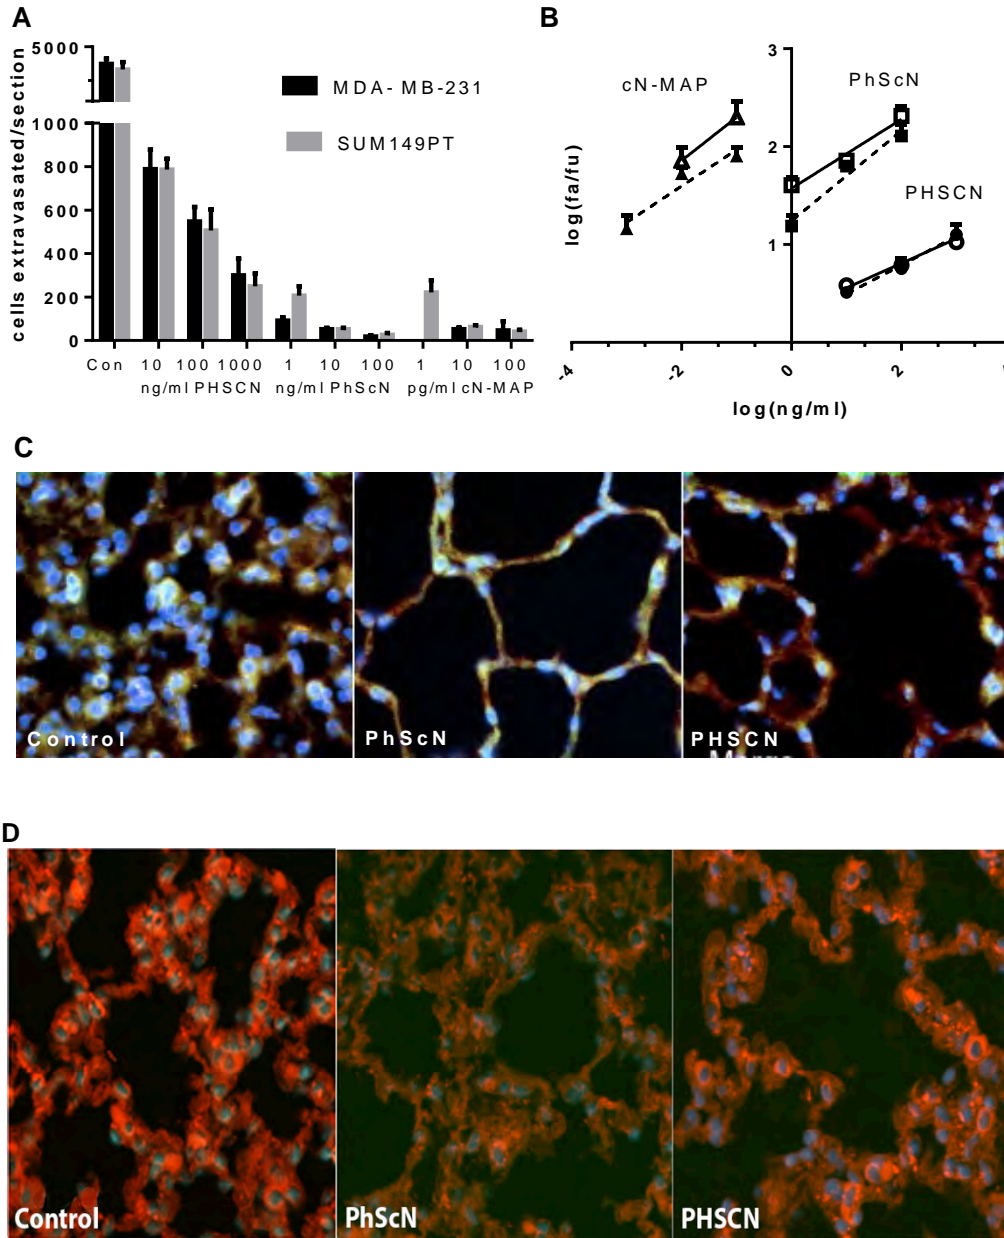 A
cells extravasated/section
5000
1000
800
600
400
200
0
MDA- MB-231
SUM149PT
Con 10 100 1000 1 10 100 1 10 100
ng/ml PHSCN ng/ml PhScN pg/ml cN-MAP
B
log(fa/fu)
3
2
1
cN-MAP
PhScN
PHSCN
-4 -2 0 2
log(ng/ml)
C
Control
PhScN
PHSCN
D
Control
PhScN
PHSCN